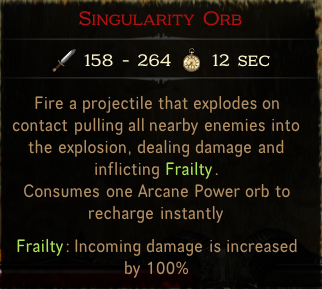 Singularity Orb
158 - 264 12 sec
Fire a projectile that explodes on
contact pulling all nearby enemies into
the explosion, dealing damage and
inflicting Frailty.
Consumes one Arcane Power orb to
recharge instantly
Frailty: Incoming damage is increased
by 100%